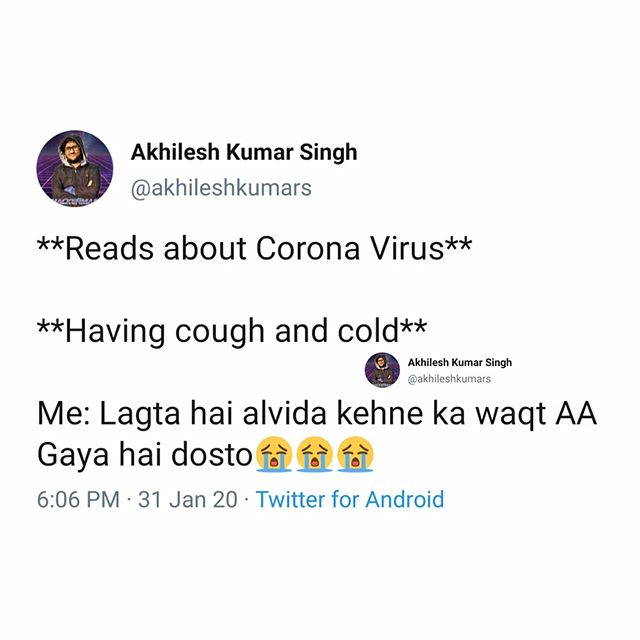 Akhilesh Kumar Singh
@akhileshkumars
**Reads about Corona Virus**
**Having cough and cold**
Akhilesh Kumar Singh
@akhileshkumars
Me: Lagta hai alvida kehne ka waqt AA
Gaya hai dosto😭😭😭
6:06 PM · 31 Jan 20 · Twitter for Android